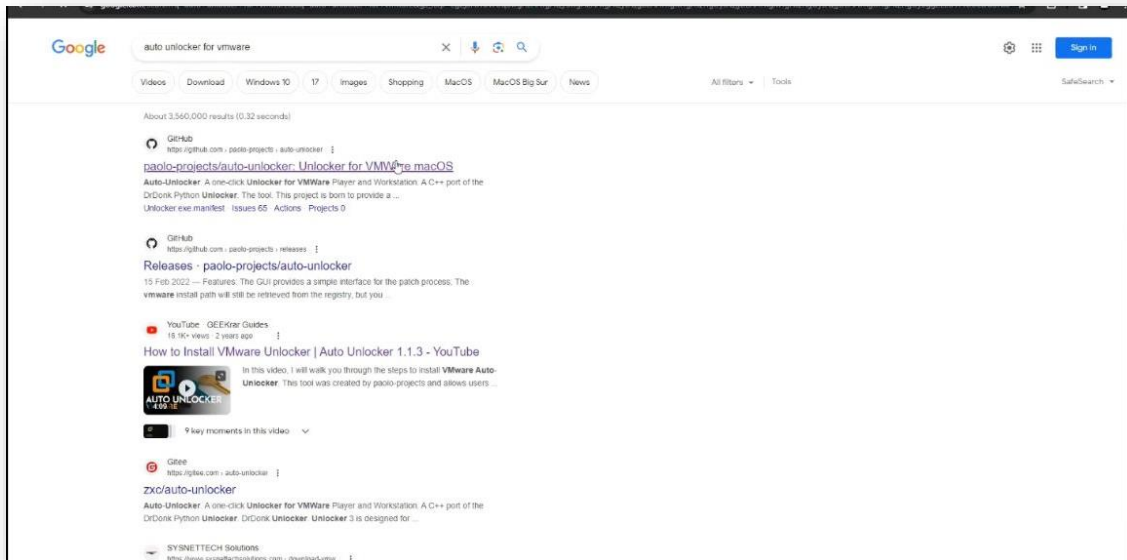 Google
auto unlocker for vmware
Sign in
Videos Download Windows 10 17 Images Shopping MacOS MacOS Big Sur News All filters Tools SafeSearch
About 3,560,000 results (0.32 seconds)
GitHub
https://github.com › paolo-projects › auto-unlocker
paolo-projects/auto-unlocker: Unlocker for VMWare macOS
Auto-Unlocker. A one-click Unlocker for VMWare Player and Workstation. A C++ port of the
DrDonk Python Unlocker. The tool. This project is born to provide a ...
Unlocker.exe.manifest · Issues 65 · Actions · Projects 0
GitHub
https://github.com › paolo-projects › releases
Releases · paolo-projects/auto-unlocker
15 Feb 2022 — Features: The GUI provides a simple interface for the patch process. The
vmware install path will still be retrieved from the registry, but you ...
YouTube · GEEKrar Guides
18.1K+ views · 2 years ago
How to Install VMware Unlocker | Auto Unlocker 1.1.3 - YouTube
In this video, I will walk you through the steps to install VMware Auto-
Unlocker. This tool was created by paolo-projects and allows users ...
AUTO UNLOCKER
4:09
9 key moments in this video
Gitee
https://gitee.com › auto-unlocker
zxc/auto-unlocker
Auto-Unlocker. A one-click Unlocker for VMWare Player and Workstation. A C++ port of the
DrDonk Python Unlocker. DrDonk Unlocker. Unlocker 3 is designed for ...
SYSNETTECH Solutions